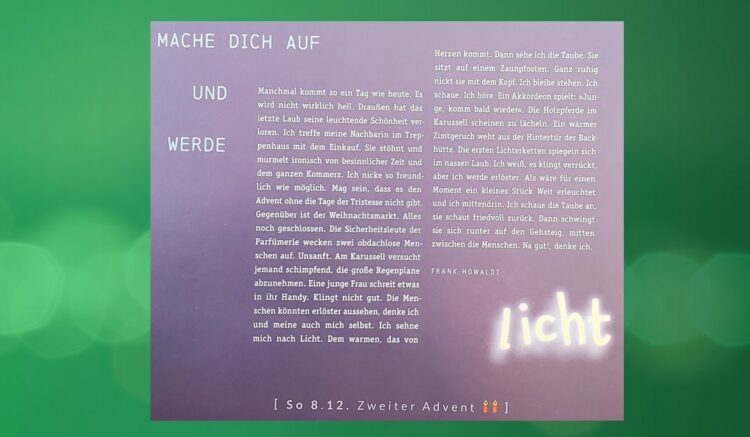 MACHE DICH AUF
UND
WERDE
Manchmal kommt so ein Tag wie heute. Es
wird nicht wirklich hell. Draußen hat das
letzte Laub seine leuchtende Schönheit ver-
loren. Ich treffe meine Nachbarin im Trep-
penhaus mit dem Einkauf. Sie stöhnt und
murmelt ironisch von besinnlicher Zeit und
dem ganzen Kommerz. Ich nicke so freund-
lich wie möglich. Mag sein, dass es den
Advent ohne die Tage der Tristesse nicht gibt.
Gegenüber ist der Weihnachtsmarkt. Alles
noch geschlossen. Die Sicherheitsleute der
Parfümerie wecken zwei obdachlose Men-
schen auf. Unsanft. Am Karussell versucht
jemand schimpfend, die große Regenplane
abzunehmen. Eine junge Frau schreit etwas
in ihr Handy. Klingt nicht gut. Die Men-
schen könnten erlöster aussehen, denke ich
und meine auch mich selbst. Ich sehne
mich nach Licht. Dem warmen, das von
Herzen kommt. Dann sehe ich die Taube. Sie
sitzt auf einem Zaunpfosten. Ganz ruhig
nickt sie mit dem Kopf. Ich bleibe stehen. Ich
schaue. Ich höre. Ein Akkordeon spielt: »Jun-
ge, komm bald wieder«. Die Holzpferde im
Karussell scheinen zu lächeln. Ein warmer
Zimtgeruch weht aus der Hintertür der Back-
hütte. Die ersten Lichterketten spiegeln sich
im nassen Laub. Ich weiß, es klingt verrückt,
aber ich werde erlöster. Als wäre für einen
Moment ein kleines Stück Welt erleuchtet
und ich mittendrin. Ich schaue die Taube an,
sie schaut friedvoll zurück. Dann schwingt
sie sich runter auf den Gehsteig, mitten
zwischen die Menschen. Na gut!, denke ich.
FRANK HOWALDT
licht
[ So 8.12. Zweiter Advent ]